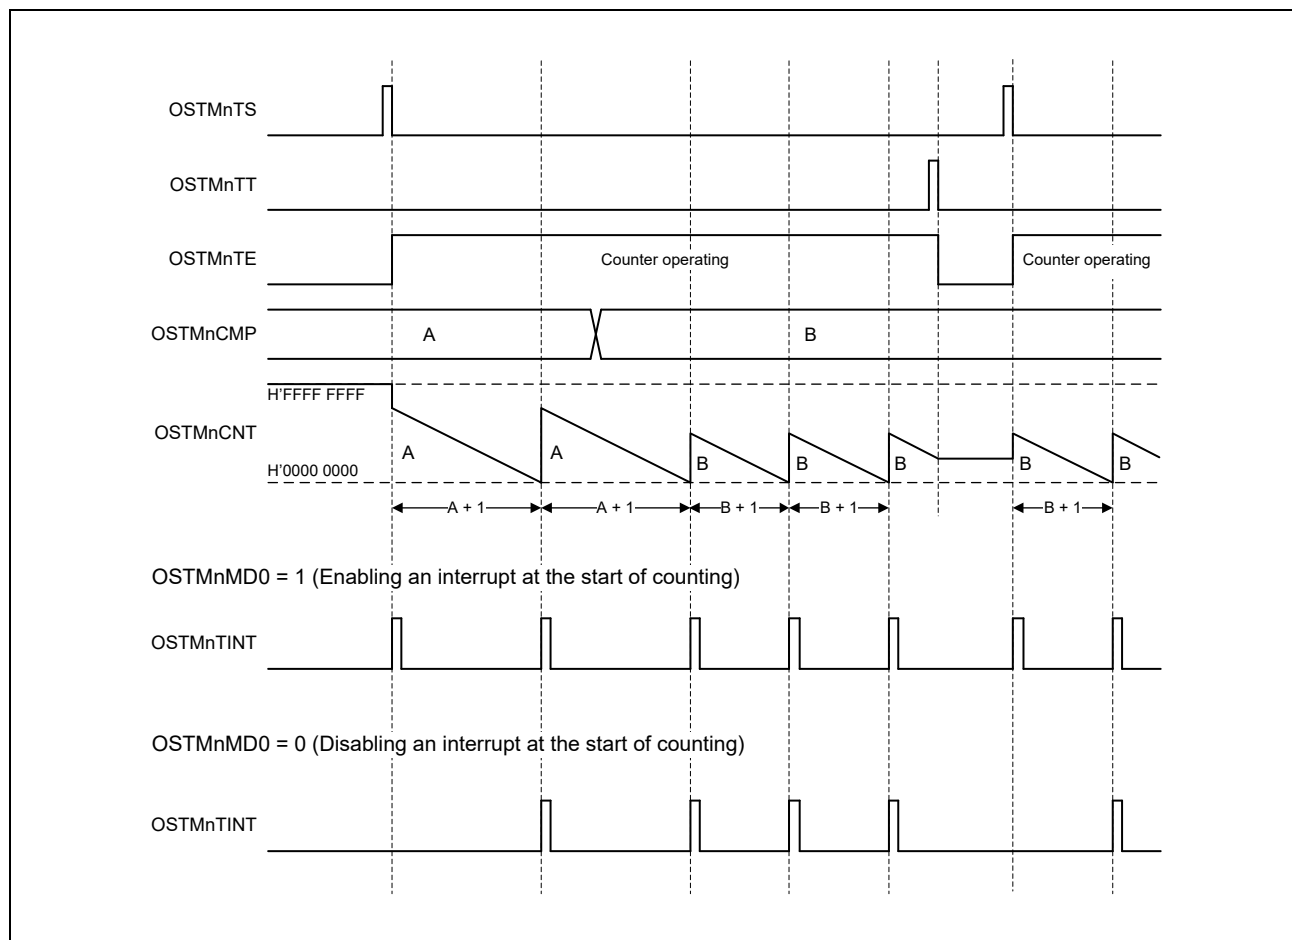 OSTMnTS
OSTMnTT
OSTMnTE
Counter operating
Counter operating
OSTMnCMP
A
B
H'FFFF FFFF
OSTMnCNT
A
A
B
B
B
B
B
H'0000 0000
A + 1
A + 1
B + 1
B + 1
B + 1
OSTMnMD0 = 1 (Enabling an interrupt at the start of counting)
OSTMnTINT
OSTMnMD0 = 0 (Disabling an interrupt at the start of counting)
OSTMnTINT